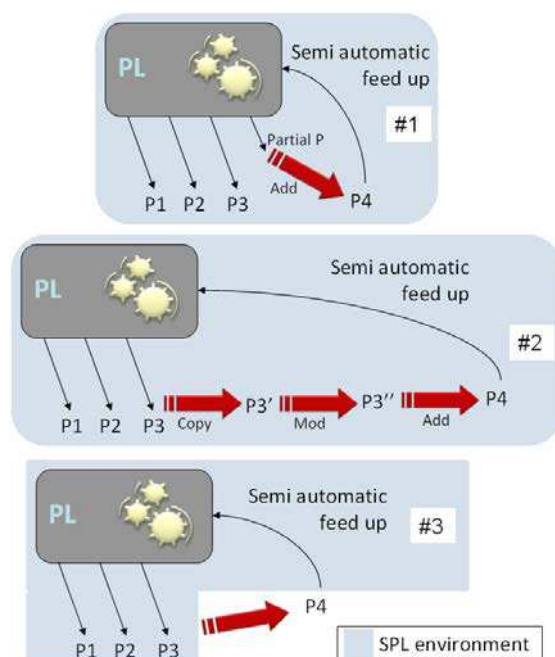 PL
Semi automatic
feed up
#1
Partial P
Add
P1 P2 P3 P4
PL
Semi automatic
feed up
#2
P1 P2 P3 P3' P3'' P4
Copy Mod Add
PL
Semi automatic
feed up
#3
P4
P1 P2 P3
SPL environment